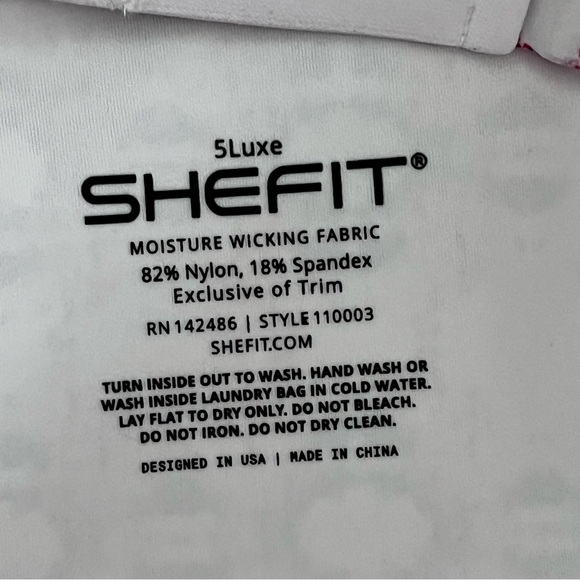 5Luxe
SHEFIT®
MOISTURE WICKING FABRIC
82% Nylon, 18% Spandex
Exclusive of Trim
RN 142486 | STYLE 110003
SHEFIT.COM
TURN INSIDE OUT TO WASH. HAND WASH OR
WASH INSIDE LAUNDRY BAG IN COLD WATER.
LAY FLAT TO DRY ONLY. DO NOT BLEACH.
DO NOT IRON. DO NOT DRY CLEAN.
DESIGNED IN USA | MADE IN CHINA